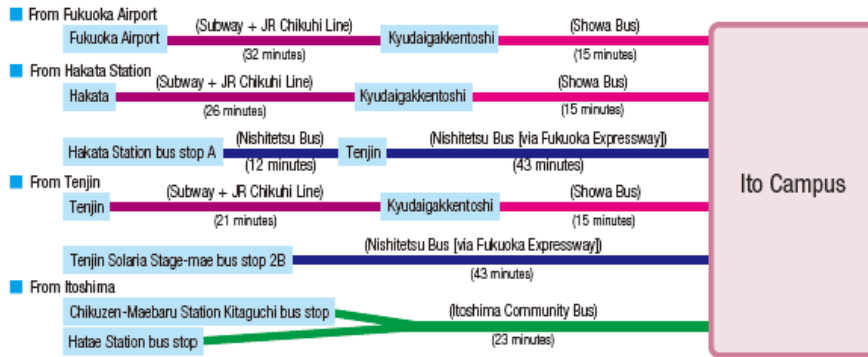 ■ From Fukuoka Airport
(Subway + JR Chikuhi Line) (Showa Bus)
Fukuoka Airport Kyudaigakkentoshi
(32 minutes) (15 minutes)
■ From Hakata Station
(Subway + JR Chikuhi Line) (Showa Bus)
Hakata Kyudaigakkentoshi
(26 minutes) (15 minutes)
(Nishitetsu Bus) (Nishitetsu Bus [via Fukuoka Expressway])
Hakata Station bus stop A Tenjin
(12 minutes) (43 minutes)
Ito Campus
■ From Tenjin
(Subway + JR Chikuhi Line) (Showa Bus)
Tenjin Kyudaigakkentoshi
(21 minutes) (15 minutes)
(Nishitetsu Bus [via Fukuoka Expressway])
Tenjin Solaria Stage-mae bus stop 2B
(43 minutes)
■ From Itoshima
Chikuzen-Maebaru Station Kitaguchi bus stop (Itoshima Community Bus)
Hatae Station bus stop (23 minutes)